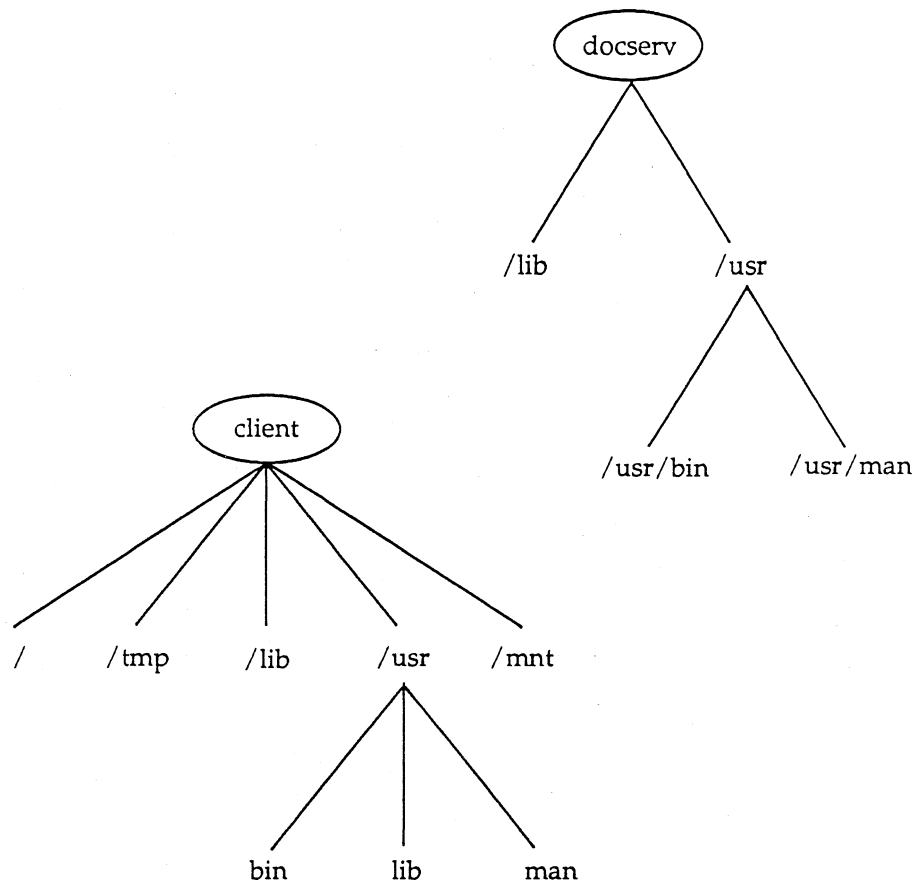 docserv
/lib /usr
client
/usr/bin /usr/man
/ /tmp /lib /usr /mnt
bin lib man